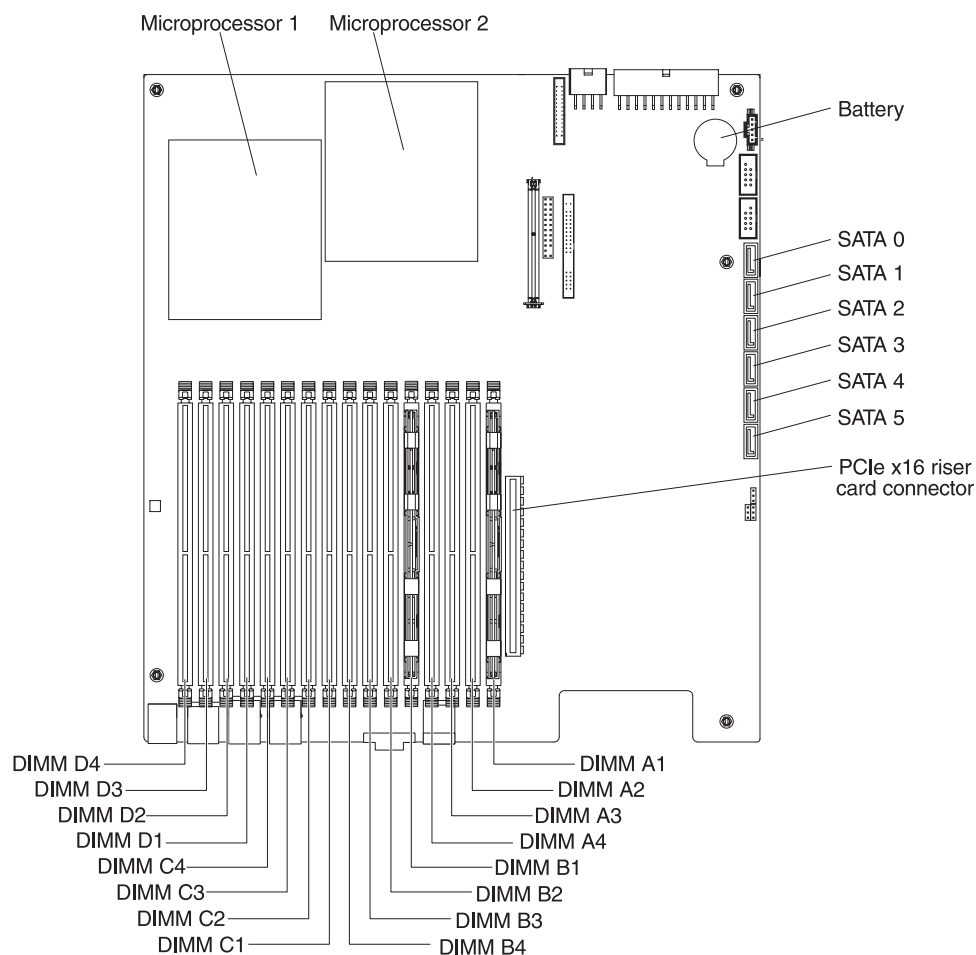 Microprocessor 1
Microprocessor 2
Battery
SATA 0
SATA 1
SATA 2
SATA 3
SATA 4
SATA 5
PCIe x16 riser
card connector
DIMM D4
DIMM D3
DIMM D2
DIMM D1
DIMM C4
DIMM C3
DIMM C2
DIMM C1
DIMM A1
DIMM A2
DIMM A3
DIMM A4
DIMM B1
DIMM B2
DIMM B3
DIMM B4